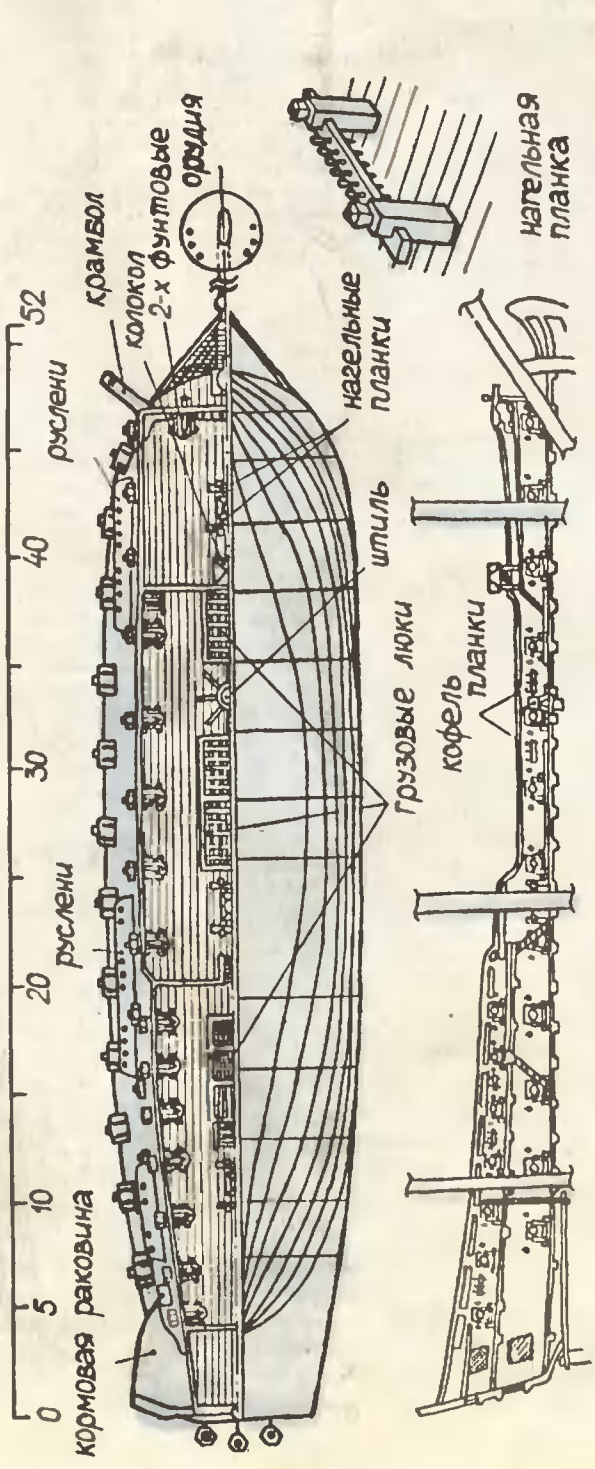 0 5 10 20 30 40 52
кормовая раковина
руслени
руслени
крамвол
колокол
2-х фунтовые
орудия
нагельные
планки
штиль
грузовые люки
кофель
планки
нагельная
планка